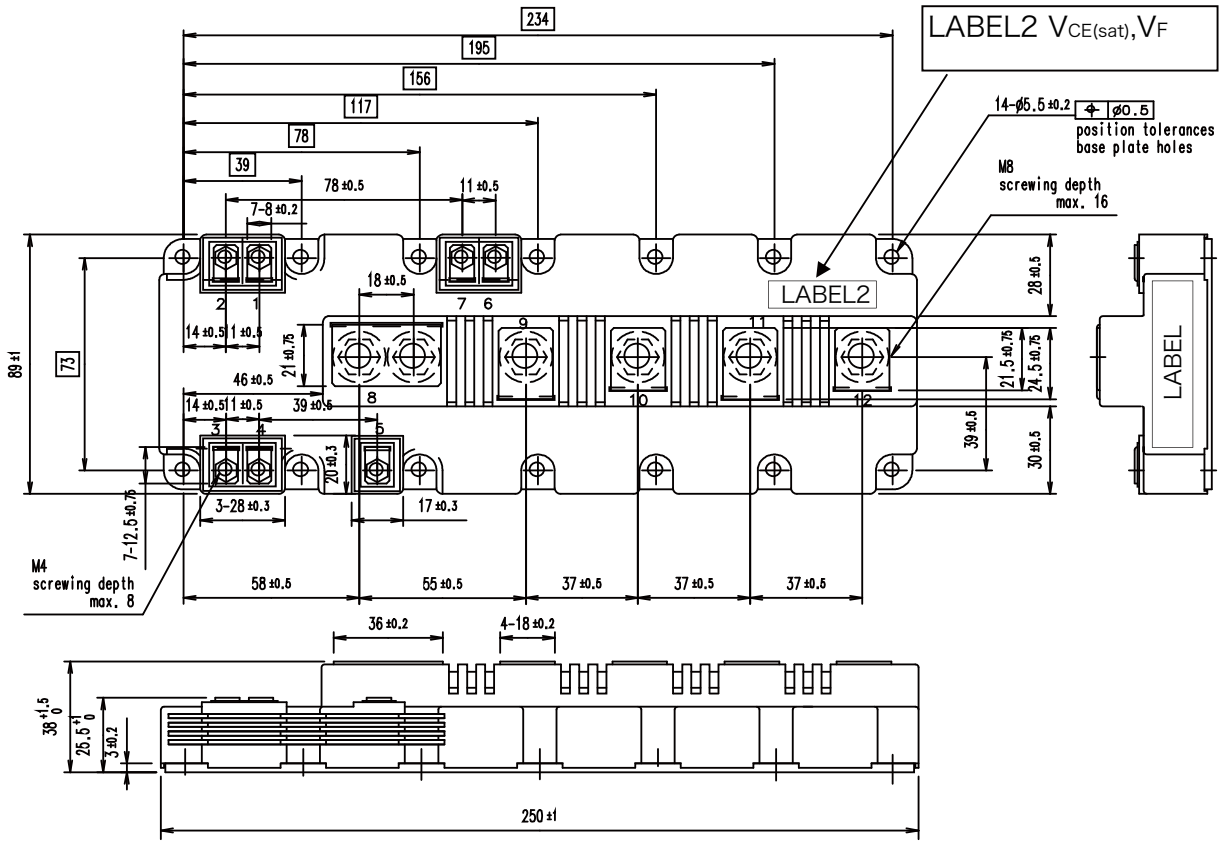 234
LABEL2 VCE(sat),VF
195
156
14-ø5.5±0.2 ⌖ ø0.5
position tolerances
base plate holes
117
78
M8
screwing depth
max. 16
39
78±0.5
11±0.5
7-8±0.2
28±0.5
2 1
7 6
LABEL2
18±0.5
14±0.5
11±0.5
9
11
21±0.75
21.5±0.75
24.5±0.75
LABEL
89±1
73
46±0.5
8
10
12
14±0.5
11±0.5
39±0.5
39±0.5
30±0.5
3 4 5
20±0.3
7-12.5±0.75
3-28±0.3
17±0.3
M4
screwing depth
max. 8
58±0.5
55±0.5
37±0.5
37±0.5
37±0.5
36±0.2
4-18±0.2
38 +1.5 0
25.5 +1 0
3±0.2
250±1